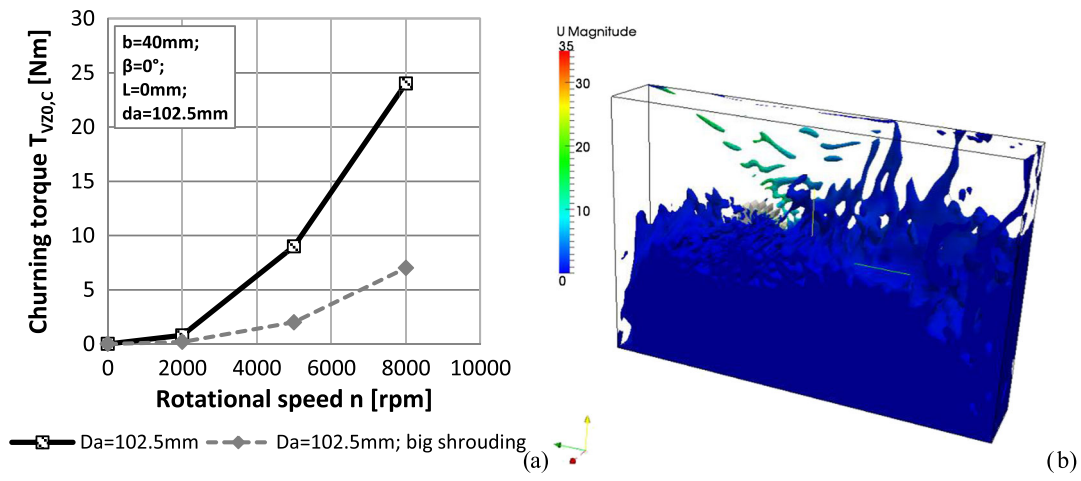 Churning torque T_VZ0,C [Nm]
30
25
20
15
10
5
0
b=40mm;
β=0°;
L=0mm;
da=102.5mm
0 2000 4000 6000 8000 10000
Rotational speed n [rpm]
Da=102.5mm Da=102.5mm; big shrouding
(a)
U Magnitude
35
30
20
10
0
(b)